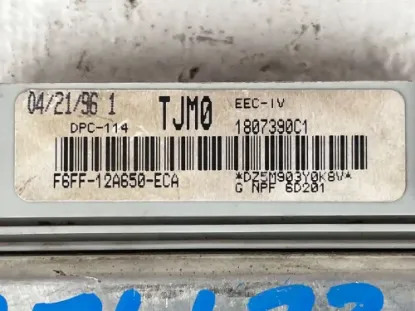 04/21/96 1 TJM0 EEC-IV
DPC-114 1807390C1
F6FF-12A650-ECA *DZ5M903Y0K8V*
G NPF 6D201